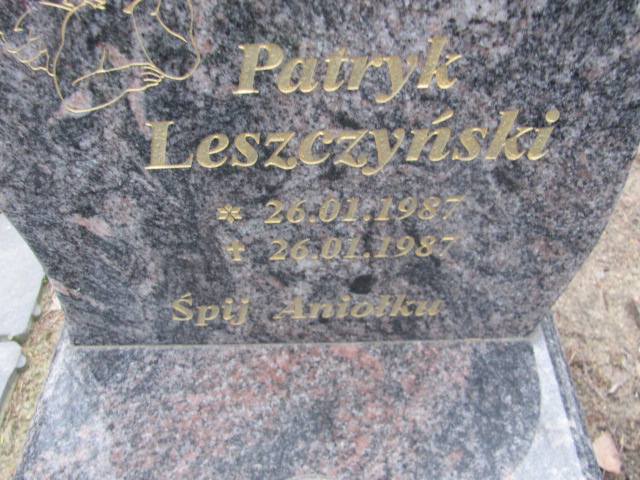 Patryk
Leszczyński
* 26.01.1987
✝ 26.01.1987
Śpij Aniołku